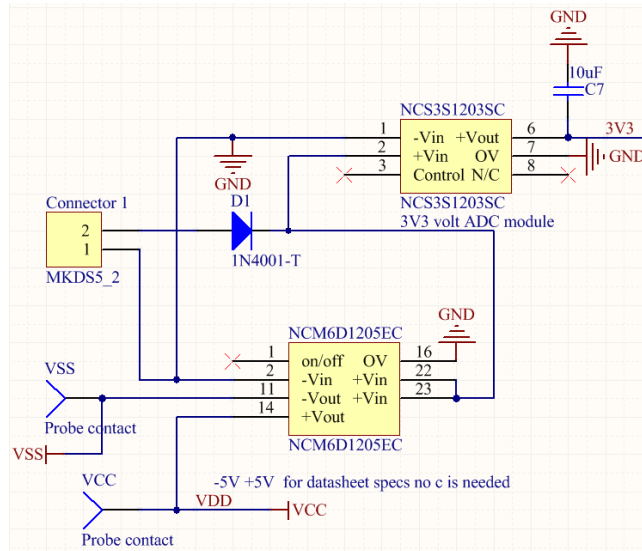 GND
10uF
C7
NCS3S1203SC
3V3
1 -Vin +Vout 6
2 +Vin OV 7
3 Control N/C 8
GND
GND
NCS3S1203SC
3V3 volt ADC module
Connector 1
2
1
MKDS5_2
D1
1N4001-T
GND
NCM6D1205EC
1 on/off OV 16
2 -Vin +Vin 22
11 -Vout +Vin 23
14 +Vout
NCM6D1205EC
VSS
Probe contact
VSS
VCC
-5V +5V for datasheet specs no c is needed
VDD
VCC
Probe contact